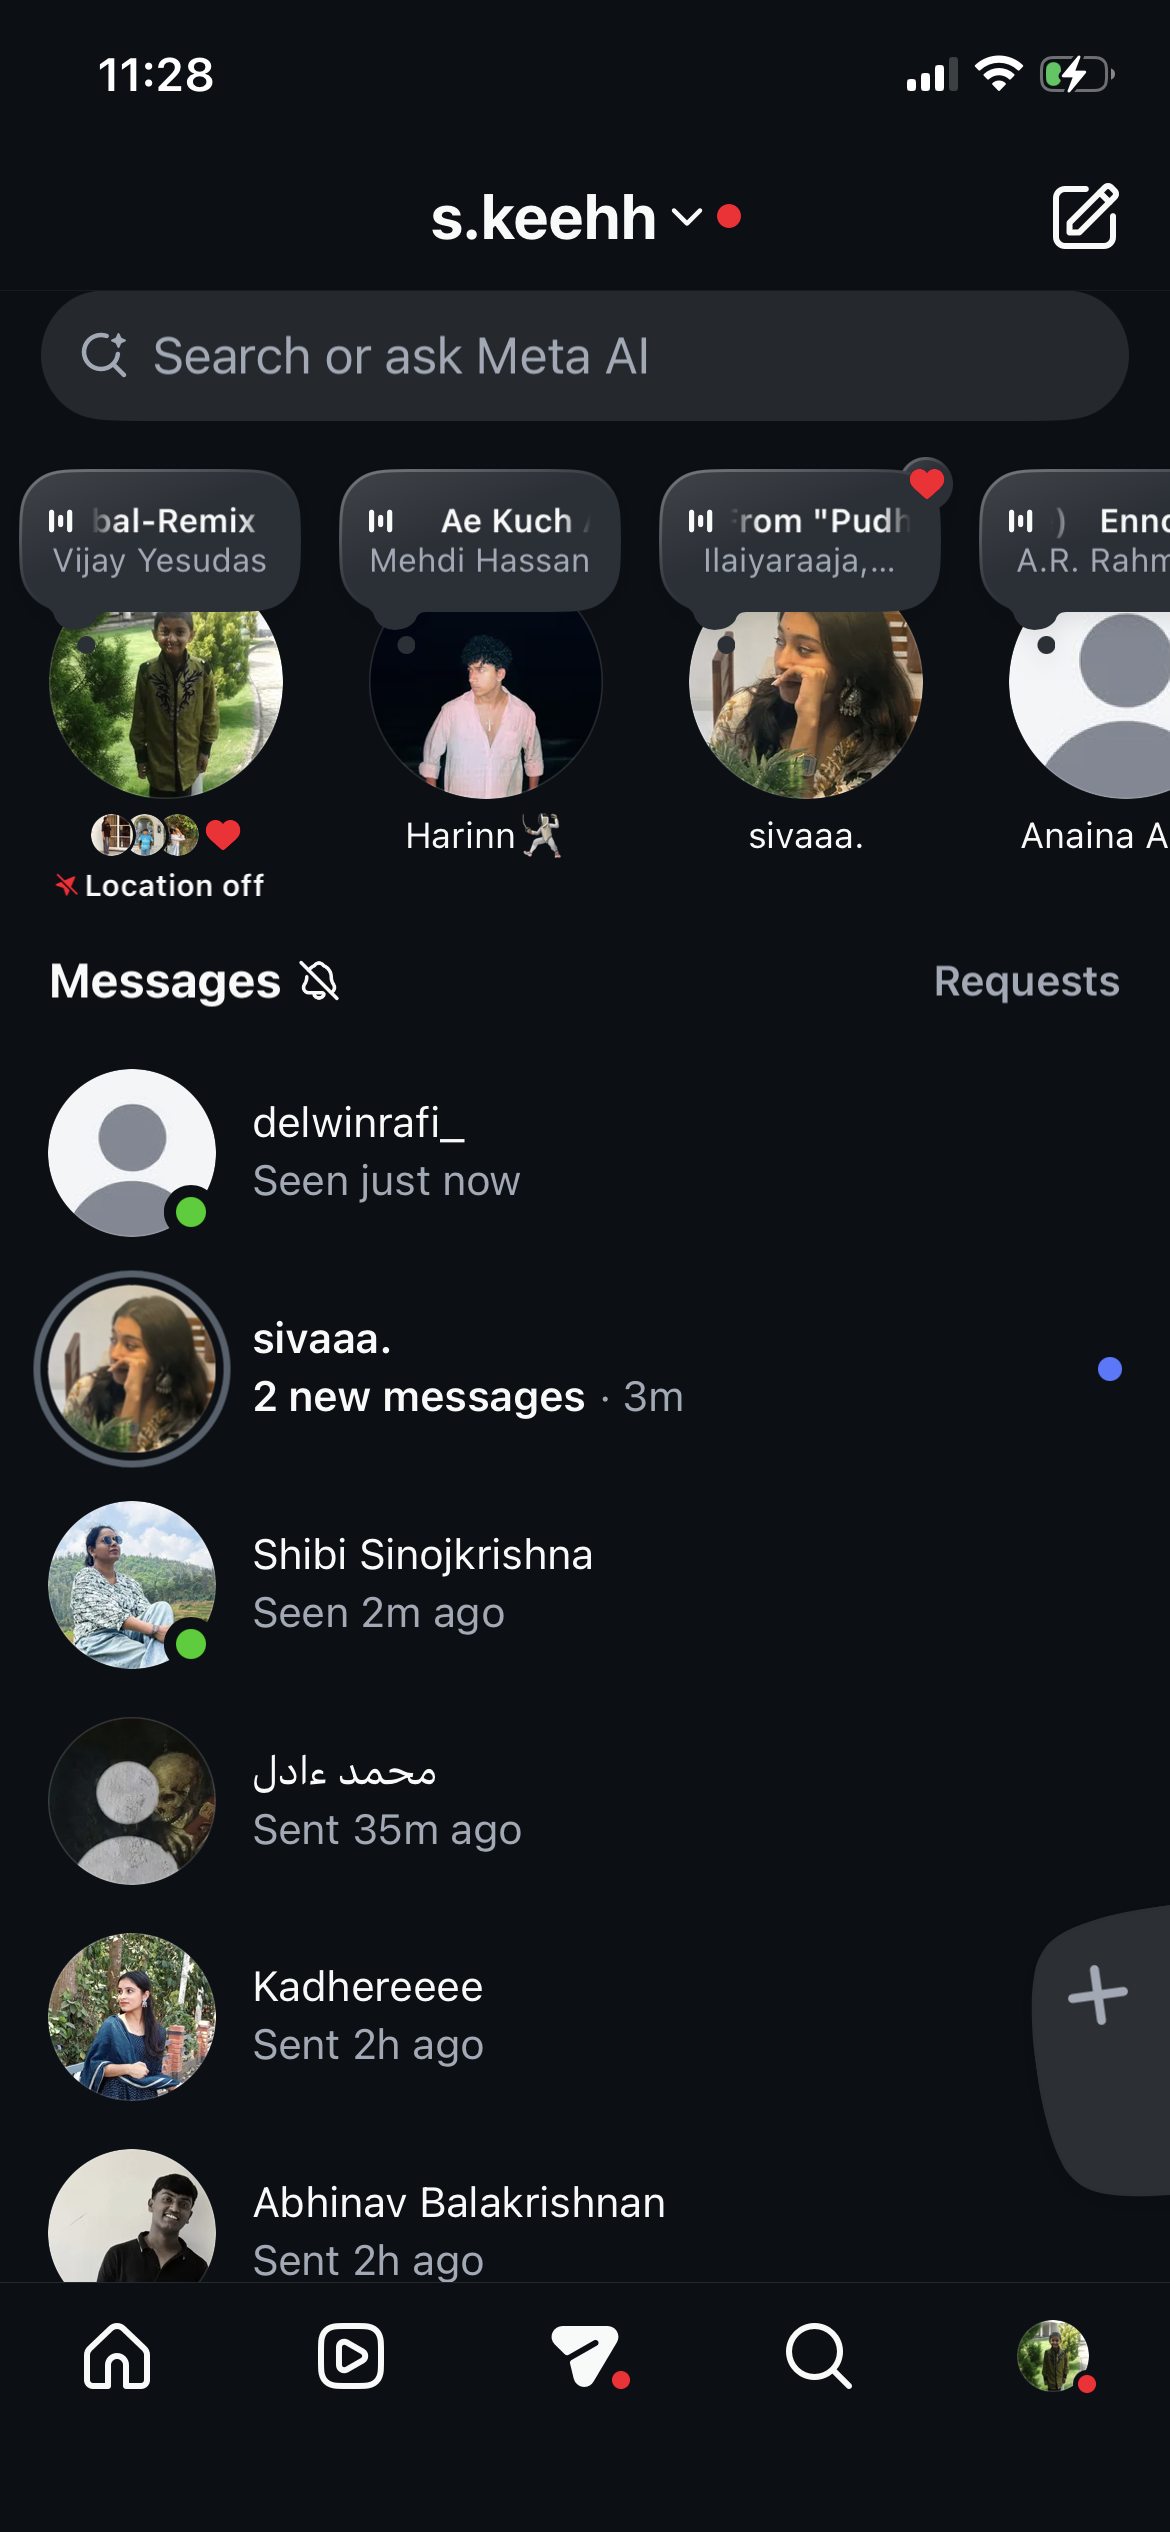 11:28
s.keehh
Search or ask Meta AI
bal-Remix
Vijay Yesudas
Ae Kuch
Mehdi Hassan
rom "Pudh
Ilaiyaraaja,...
) Enno
A.R. Rahm
Harinn🤺
sivaaa.
Anaina A
Location off
Messages
Requests
delwinrafi_
Seen just now
sivaaa.
2 new messages · 3m
Shibi Sinojkrishna
Seen 2m ago
محمد ءادل
Sent 35m ago
Kadhereeee
Sent 2h ago
Abhinav Balakrishnan
Sent 2h ago